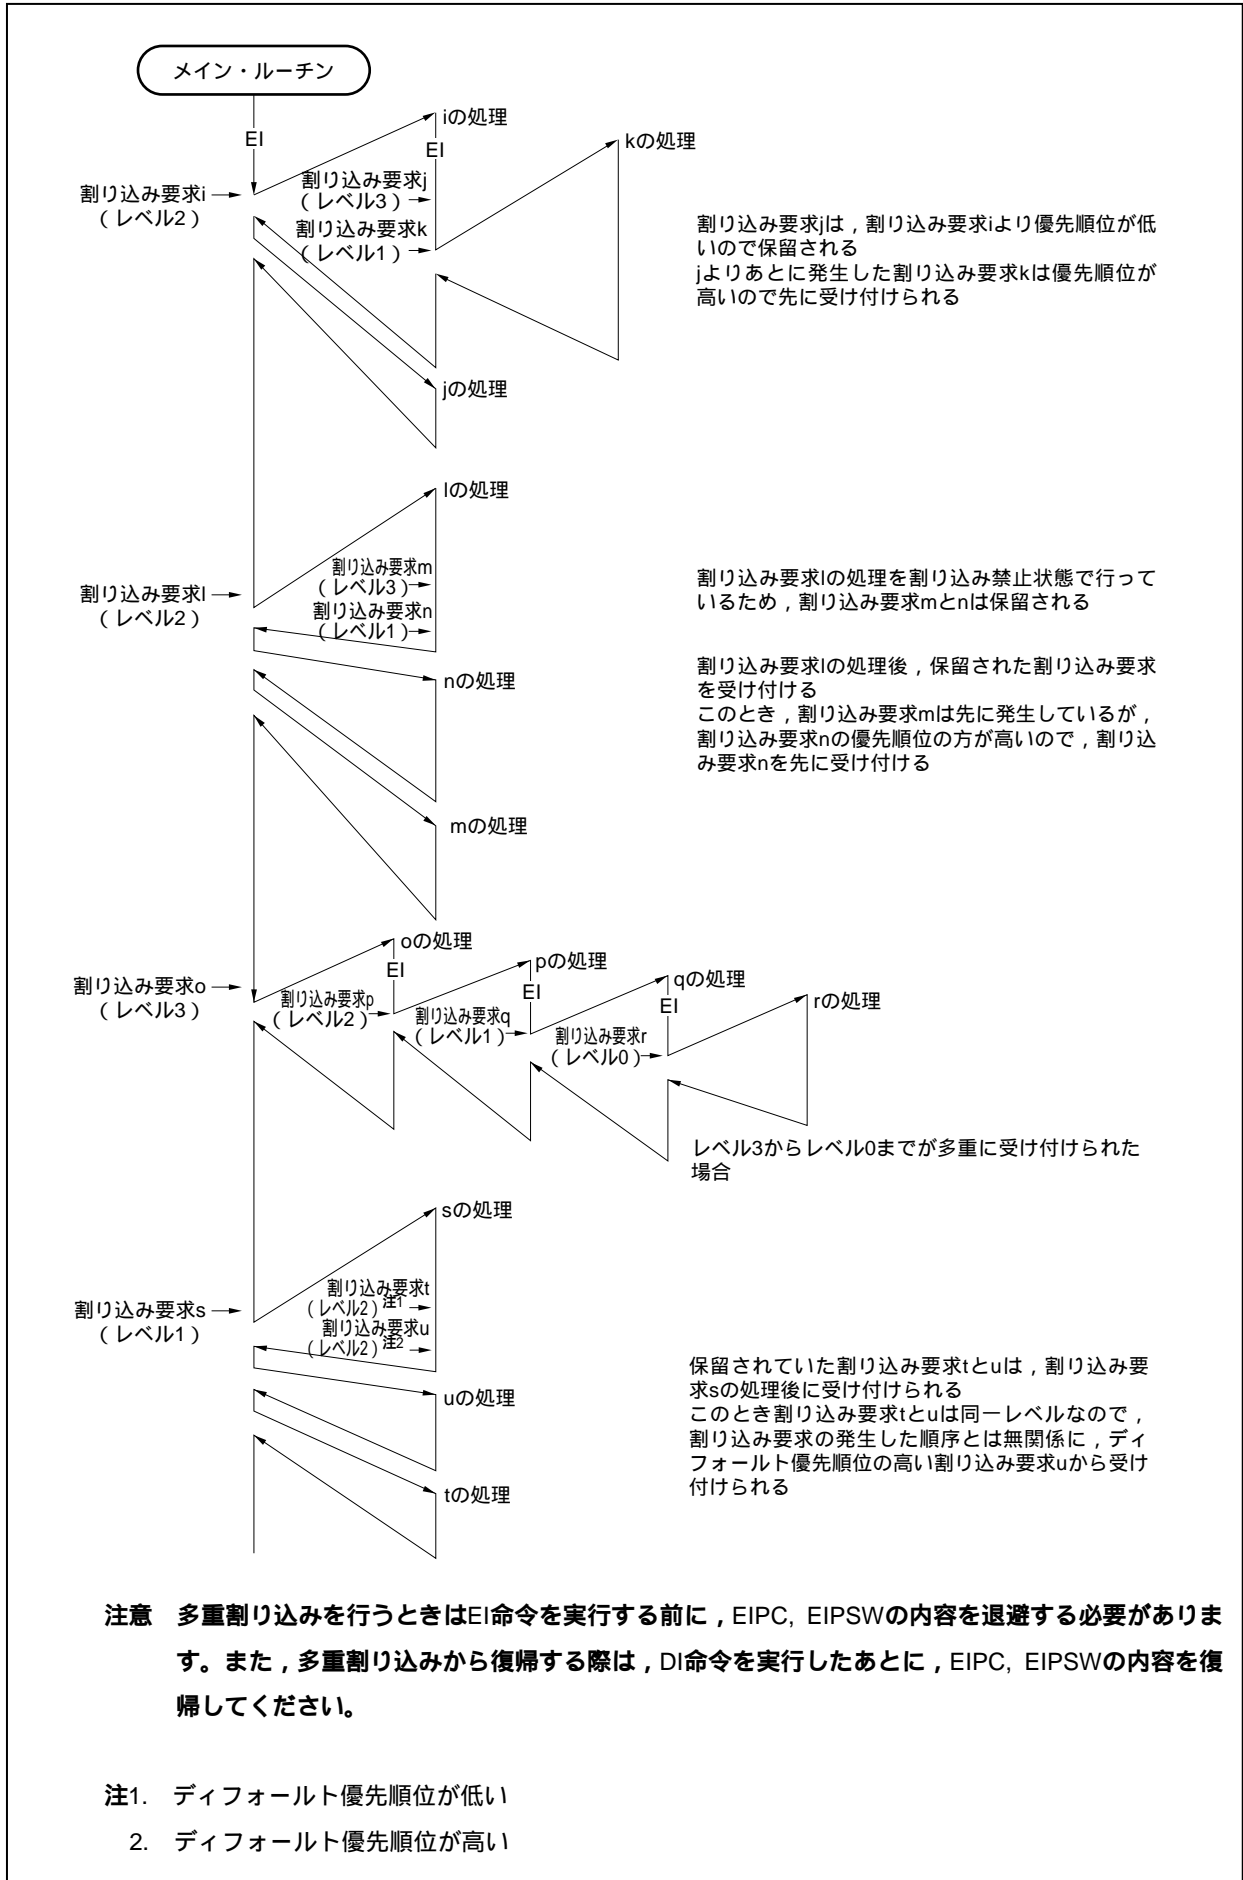 メイン・ルーチン
EI
iの処理
EI
kの処理
割り込み要求i
（レベル2）
割り込み要求j
（レベル3）
割り込み要求k
（レベル1）
割り込み要求jは，割り込み要求iより優先順位が低
いので保留される
jよりあとに発生した割り込み要求kは優先順位が
高いので先に受け付けられる
jの処理
lの処理
割り込み要求l
（レベル2）
割り込み要求m
（レベル3）
割り込み要求n
（レベル1）
割り込み要求lの処理を割り込み禁止状態で行って
いるため，割り込み要求mとnは保留される
nの処理
割り込み要求lの処理後，保留された割り込み要求
を受け付ける
このとき，割り込み要求mは先に発生しているが，
割り込み要求nの優先順位の方が高いので，割り込
み要求nを先に受け付ける
mの処理
oの処理
EI
pの処理
EI
qの処理
EI
rの処理
割り込み要求o
（レベル3）
割り込み要求p
（レベル2）
割り込み要求q
（レベル1）
割り込み要求r
（レベル0）
レベル3からレベル0までが多重に受け付けられた
場合
sの処理
割り込み要求s
（レベル1）
割り込み要求t
（レベル2）注1
割り込み要求u
（レベル2）注2
uの処理
tの処理
保留されていた割り込み要求tとuは，割り込み要
求sの処理後に受け付けられる
このとき割り込み要求tとuは同一レベルなので，
割り込み要求の発生した順序とは無関係に，ディ
フォールト優先順位の高い割り込み要求uから受け
付けられる
注意　多重割り込みを行うときはEI命令を実行する前に，EIPC, EIPSWの内容を退避する必要がありま
す。また，多重割り込みから復帰する際は，DI命令を実行したあとに，EIPC, EIPSWの内容を復
帰してください。
注1.　ディフォールト優先順位が低い
2.　ディフォールト優先順位が高い